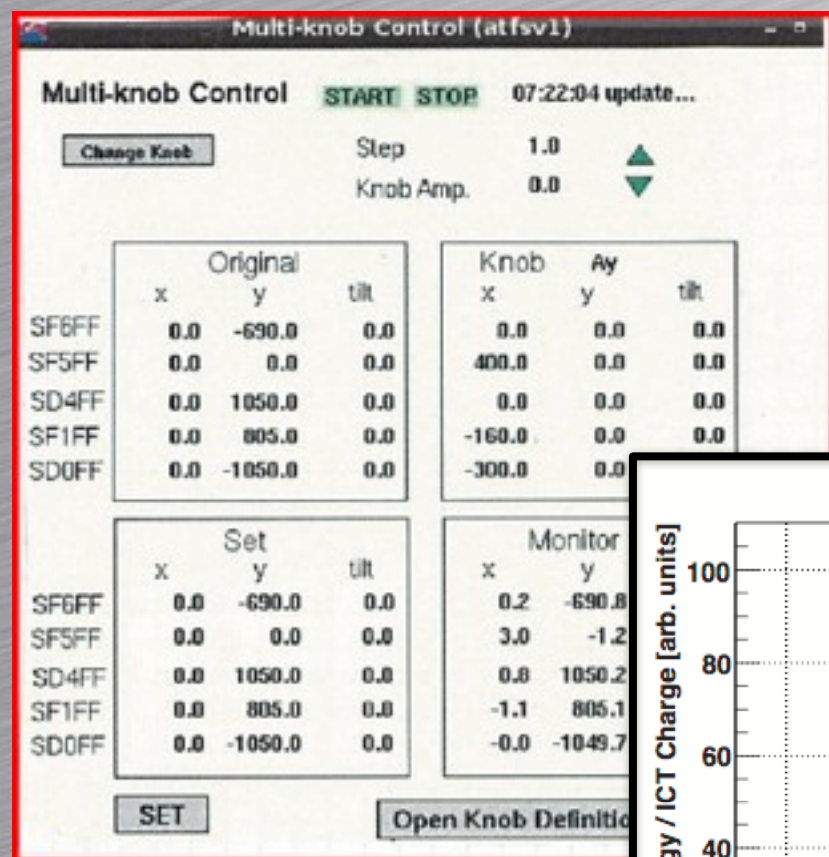 Multi-knob Control (atfsv1)
Multi-knob Control START STOP 07:22:04 update...
Change Knob Step 1.0
Knob Amp. 0.0
Original Knob Ay
x y tilt x y tilt
SF6FF 0.0 -690.0 0.0 0.0 0.0 0.0
SF5FF 0.0 0.0 0.0 400.0 0.0 0.0
SD4FF 0.0 1050.0 0.0 0.0 0.0 0.0
SF1FF 0.0 805.0 0.0 -160.0 0.0 0.0
SD0FF 0.0 -1050.0 0.0 -300.0 0.0
Set Monitor
x y tilt x y
SF6FF 0.0 -690.0 0.0 0.2 -690.8
SF5FF 0.0 0.0 0.0 3.0 -1.2
SD4FF 0.0 1050.0 0.0 0.8 1050.2
SF1FF 0.0 805.0 0.0 -1.1 805.1
SD0FF 0.0 -1050.0 0.0 -0.0 -1049.7
SET Open Knob Definitio
gy / ICT Charge [arb. units]
100
80
60
40